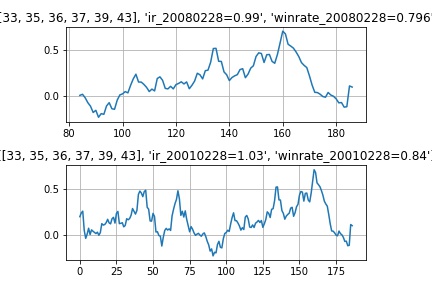 [33, 35, 36, 37, 39, 43], 'ir_20080228=0.99', 'winrate_20080228=0.796'
0.5
0.0
80 100 120 140 160 180
[[33, 35, 36, 37, 39, 43], 'ir_20010228=1.03', 'winrate_20010228=0.84']
0.5
0.0
0 25 50 75 100 125 150 175